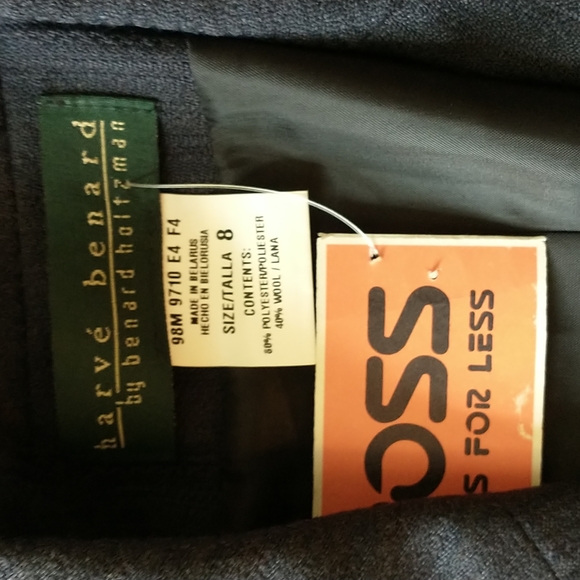 harvé benard
by benard holtzman
98M 9710 E4 F4
MADE IN BELARUS
HECHO EN BIELORUSIA
SIZE/TALLA 8
CONTENTS:
60% POLYESTER/POLIESTER
40% WOOL / LANA
OSS
S FOR LESS